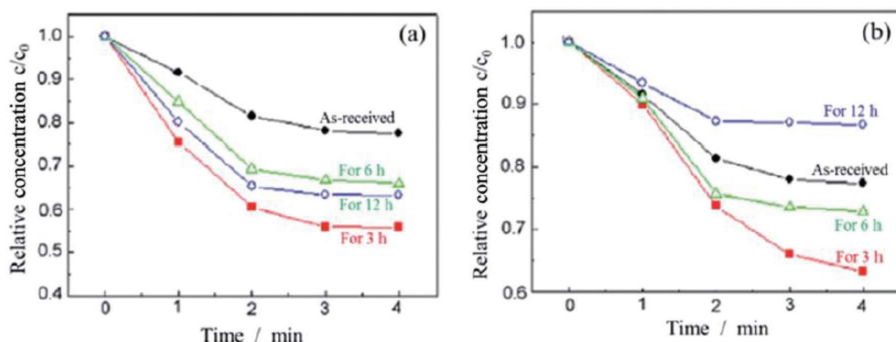 (a)
Relative concentration c/c₀
1.0
0.9
0.8
0.7
0.6
0.5
0.4
As-received
For 6 h
For 12 h
For 3 h
0 1 2 3 4
Time / min
(b)
Relative concentration c/c₀
1.0
0.9
0.8
0.7
0.6
For 12 h
As-received
For 6 h
For 3 h
0 1 2 3 4
Time / min